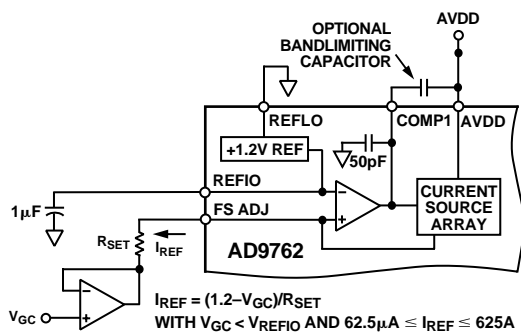 OPTIONAL
BANDLIMITING
CAPACITOR
AVDD
REFLO
COMP1
AVDD
+1.2V REF
50pF
REFIO
CURRENT
SOURCE
ARRAY
1μF
FS ADJ
RSET
IREF
AD9762
VGC
IREF = (1.2–VGC)/RSET
WITH VGC < VREFIO AND 62.5μA ≤ IREF ≤ 625A
−
+
−
+